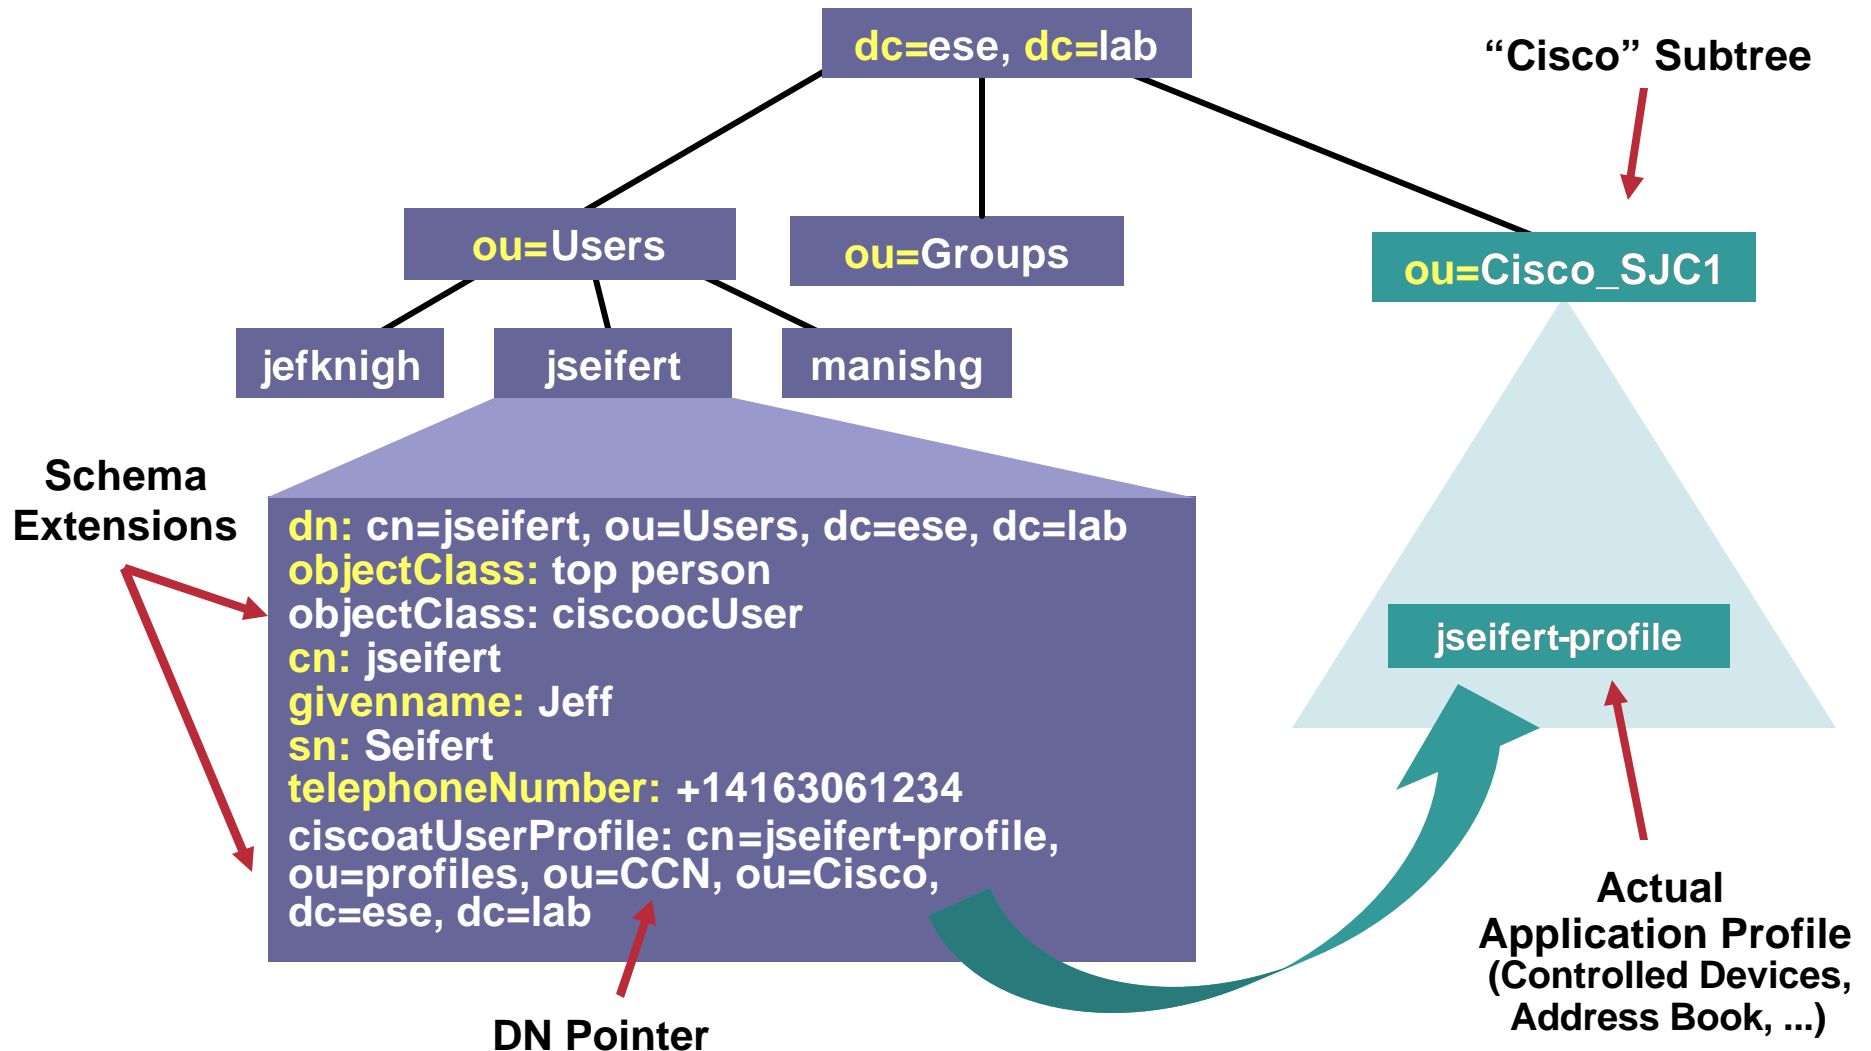 dc=ese, dc=lab
“Cisco” Subtree
ou=Users
ou=Groups
ou=Cisco_SJC1
jefknigh
jseifert
manishg
Schema
Extensions
dn: cn=jseifert, ou=Users, dc=ese, dc=lab
objectClass: top person
objectClass: ciscoocUser
cn: jseifert
givenname: Jeff
sn: Seifert
telephoneNumber: +14163061234
ciscoatUserProfile: cn=jseifert-profile,
ou=profiles, ou=CCN, ou=Cisco,
dc=ese, dc=lab
jseifert-profile
DN Pointer
Actual
Application Profile
(Controlled Devices,
Address Book, ...)